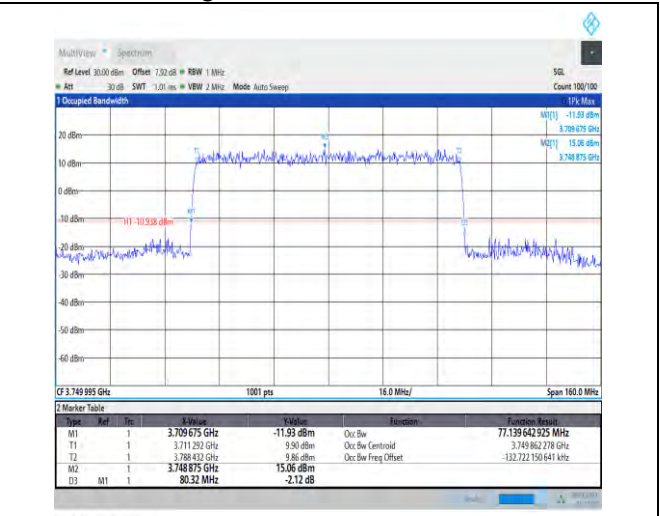 MultiView Spectrum
Ref Level 30.00 dBm Offset 7.92 dB RBW 1 MHz SGL
Att 30 dB SWT 1.01 ms VBW 2 MHz Mode Auto Sweep Count 100/100
1 Occupied Bandwidth 1Pk Max
M1[1] -11.93 dBm
3.709 675 GHz
M2[1] 15.06 dBm
3.748 875 GHz
20 dBm
M2
T1 T2
10 dBm
0 dBm
M1
-10 dBm
H1 -10.938 dBm
D3
-20 dBm
-30 dBm
-40 dBm
-50 dBm
-60 dBm
CF 3.749 995 GHz 1001 pts 16.0 MHz/ Span 160.0 MHz
2 Marker Table
Type Ref Trc X-Value Y-Value Function Function Result
M1 1 3.709 675 GHz -11.93 dBm Occ Bw 77.139 642 925 MHz
T1 1 3.711 292 GHz 9.90 dBm Occ Bw Centroid 3.749 862 278 GHz
T2 1 3.788 432 GHz 9.86 dBm Occ Bw Freq Offset -132.722 150 641 kHz
M2 1 3.748 875 GHz 15.06 dBm
D3 M1 1 80.32 MHz -2.12 dB